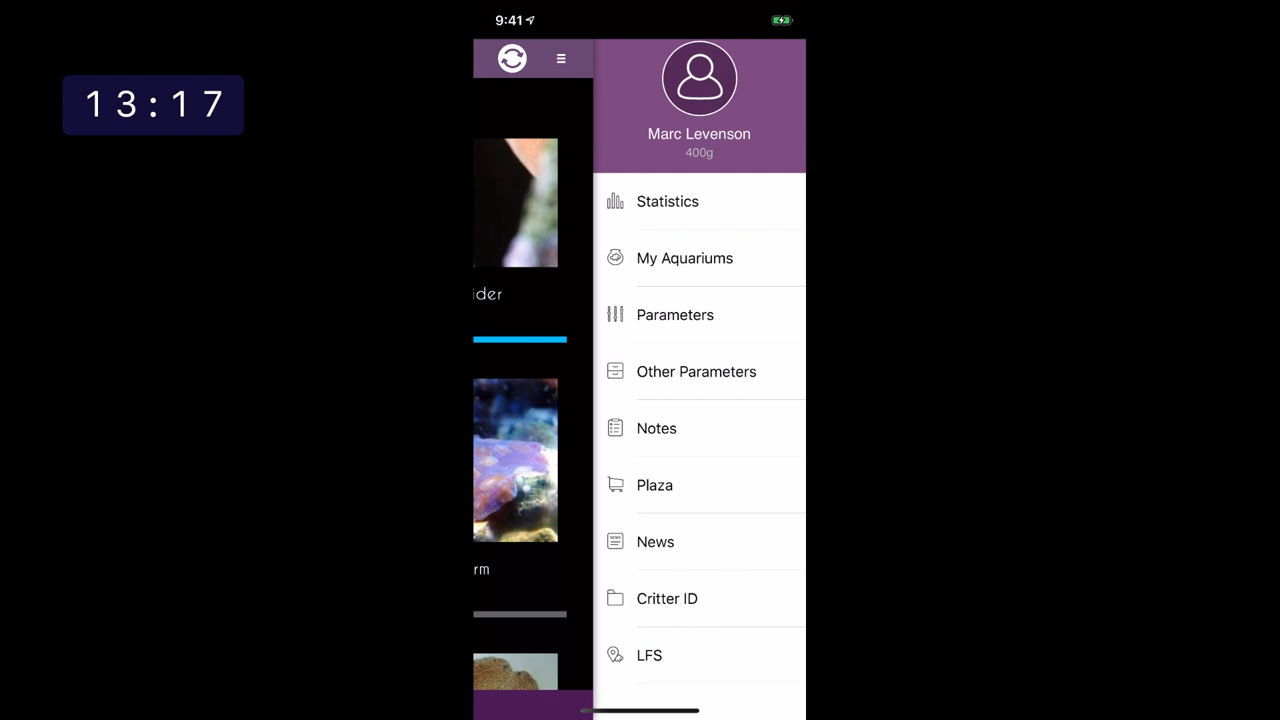 9:41
13:17
Marc Levenson
400g
Statistics
My Aquariums
ider
Parameters
Other Parameters
Notes
Plaza
NEWS
News
rm
Critter ID
LFS